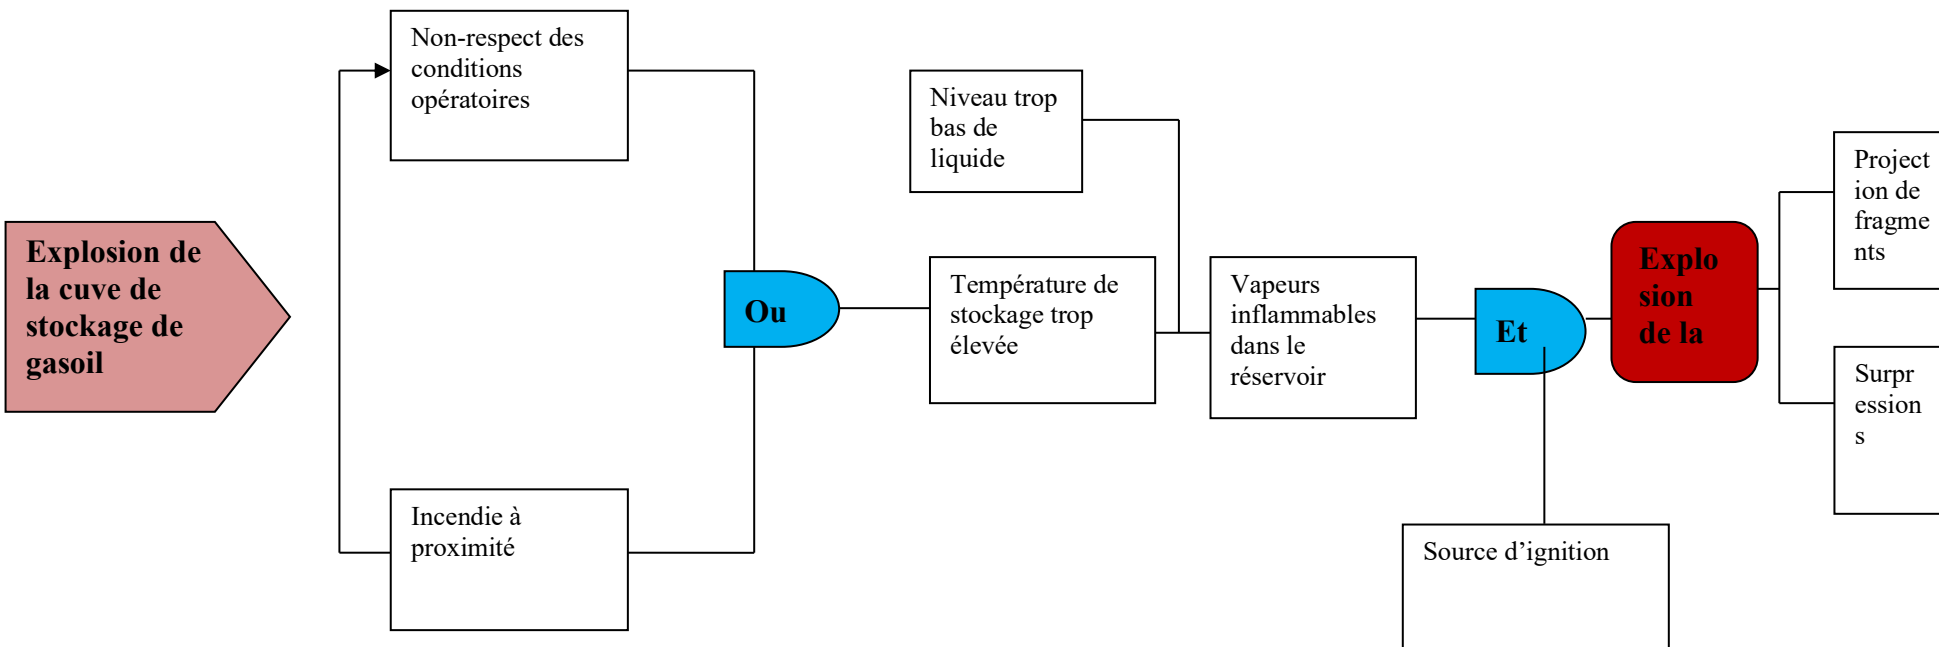 Explosion de
la cuve de
stockage de
gasoil
Non-respect des
conditions
opératoires
Incendie à
proximité
Ou
Niveau trop
bas de
liquide
Température de
stockage trop
élevée
Vapeurs
inflammables
dans le
réservoir
Et
Source d’ignition
Explo
sion
de la
Project
ion de
fragme
nts
Surpr
ession
s